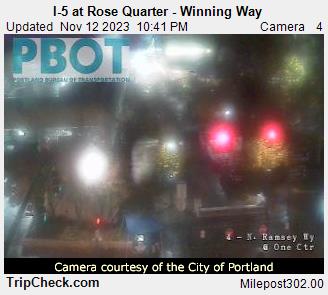 I-5 at Rose Quarter - Winning Way
Updated Nov 12 2023 10:41 PM Camera 4
PBOT
PORTLAND BUREAU OF TRANSPORTATION
4 - N. Ramsey Wy
@ One Ctr
Camera courtesy of the City of Portland
TripCheck.com Milepost302.00